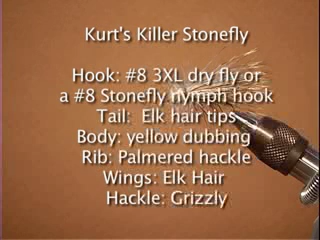 Kurt's Killer Stonefly
Hook: #8 3XL dry fly or
a #8 Stonefly nymph hook
Tail: Elk hair tips
Body: yellow dubbing
Rib: Palmered hackle
Wings: Elk Hair
Hackle: Grizzly